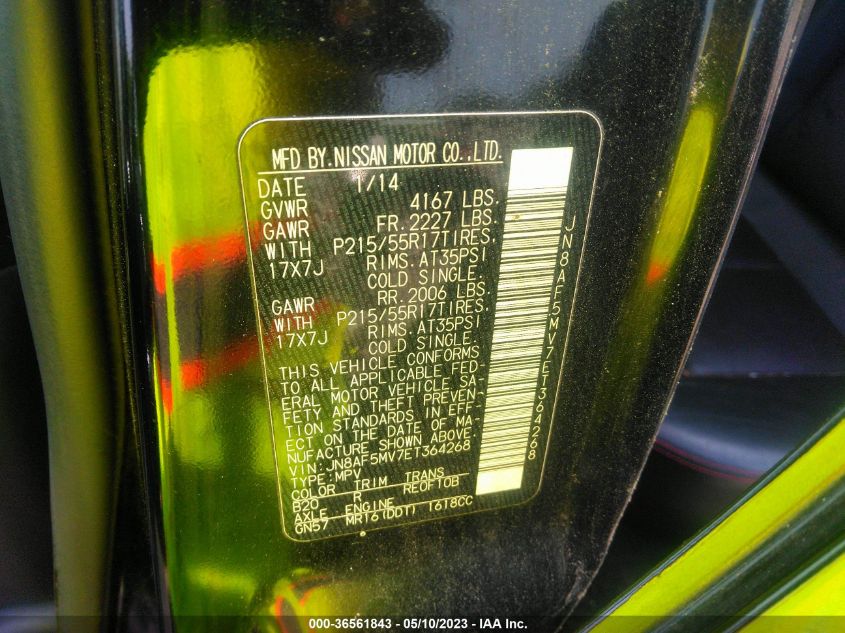 MFD BY.NISSAN MOTOR CO.,LTD.
DATE 1/14
GVWR 4167 LBS.
GAWR FR. 2227 LBS.
WITH P215/55R17TIRES.
17X7J RIMS. AT35PSI
COLD SINGLE.
GAWR RR. 2006 LBS.
WITH P215/55R17TIRES.
17X7J RIMS. AT35PSI
COLD SINGLE.
THIS VEHICLE CONFORMS
TO ALL APPLICABLE FED-
ERAL MOTOR VEHICLE SA-
FETY AND THEFT PREVEN-
TION STANDARDS IN EFF-
ECT ON THE DATE OF MA-
NUFACTURE SHOWN ABOVE.
VIN: JN8AF5MV7ET364268
TYPE: MPV
COLOR TRIM TRANS
B20 R RE0F10B
AXLE ENGINE
GN57 MR16(DDT) 1618CC
JN8AF5MV7ET364268
000-36561843 - 05/10/2023 - IAA Inc.